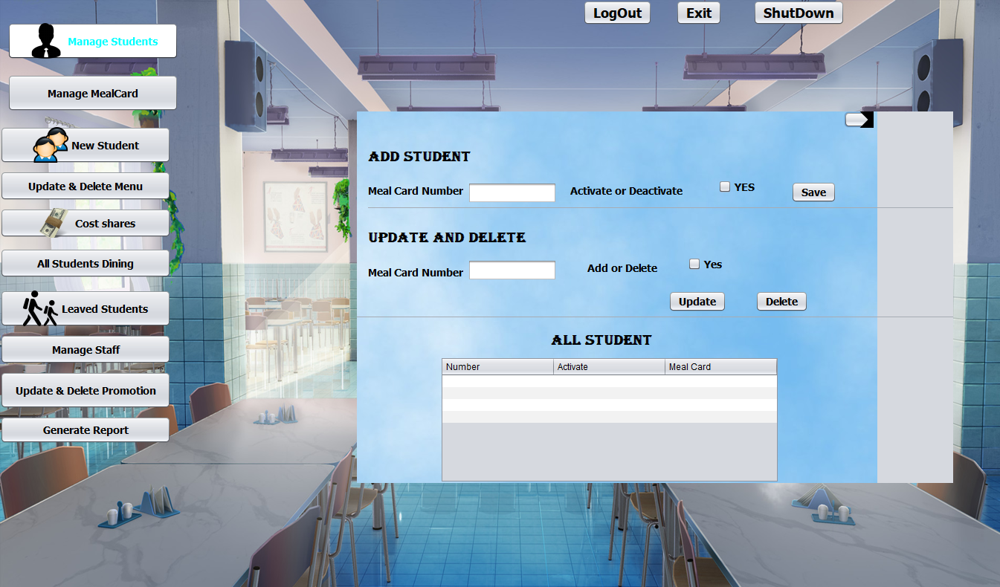 LogOut
Exit
ShutDown
Manage Students
Manage MealCard
New Student
Update & Delete Menu
Cost shares
All Students Dining
Leaved Students
Manage Staff
Update & Delete Promotion
Generate Report
ADD STUDENT
Meal Card Number
Activate or Deactivate
YES
Save
UPDATE AND DELETE
Meal Card Number
Add or Delete
Yes
Update
Delete
ALL STUDENT
Number
Activate
Meal Card